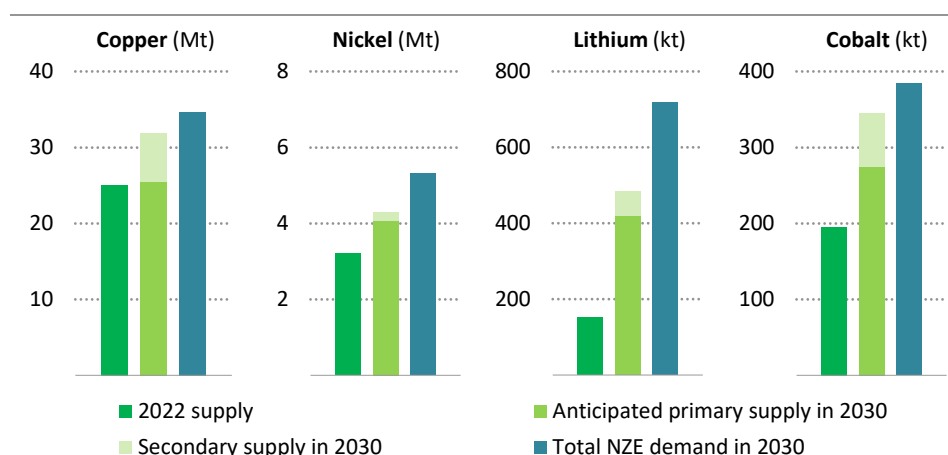 Copper (Mt) Nickel (Mt) Lithium (kt) Cobalt (kt)
40 8 800 400
30 6 600 300
20 4 400 200
10 2 200 100
2022 supply Anticipated primary supply in 2030
Secondary supply in 2030 Total NZE demand in 2030